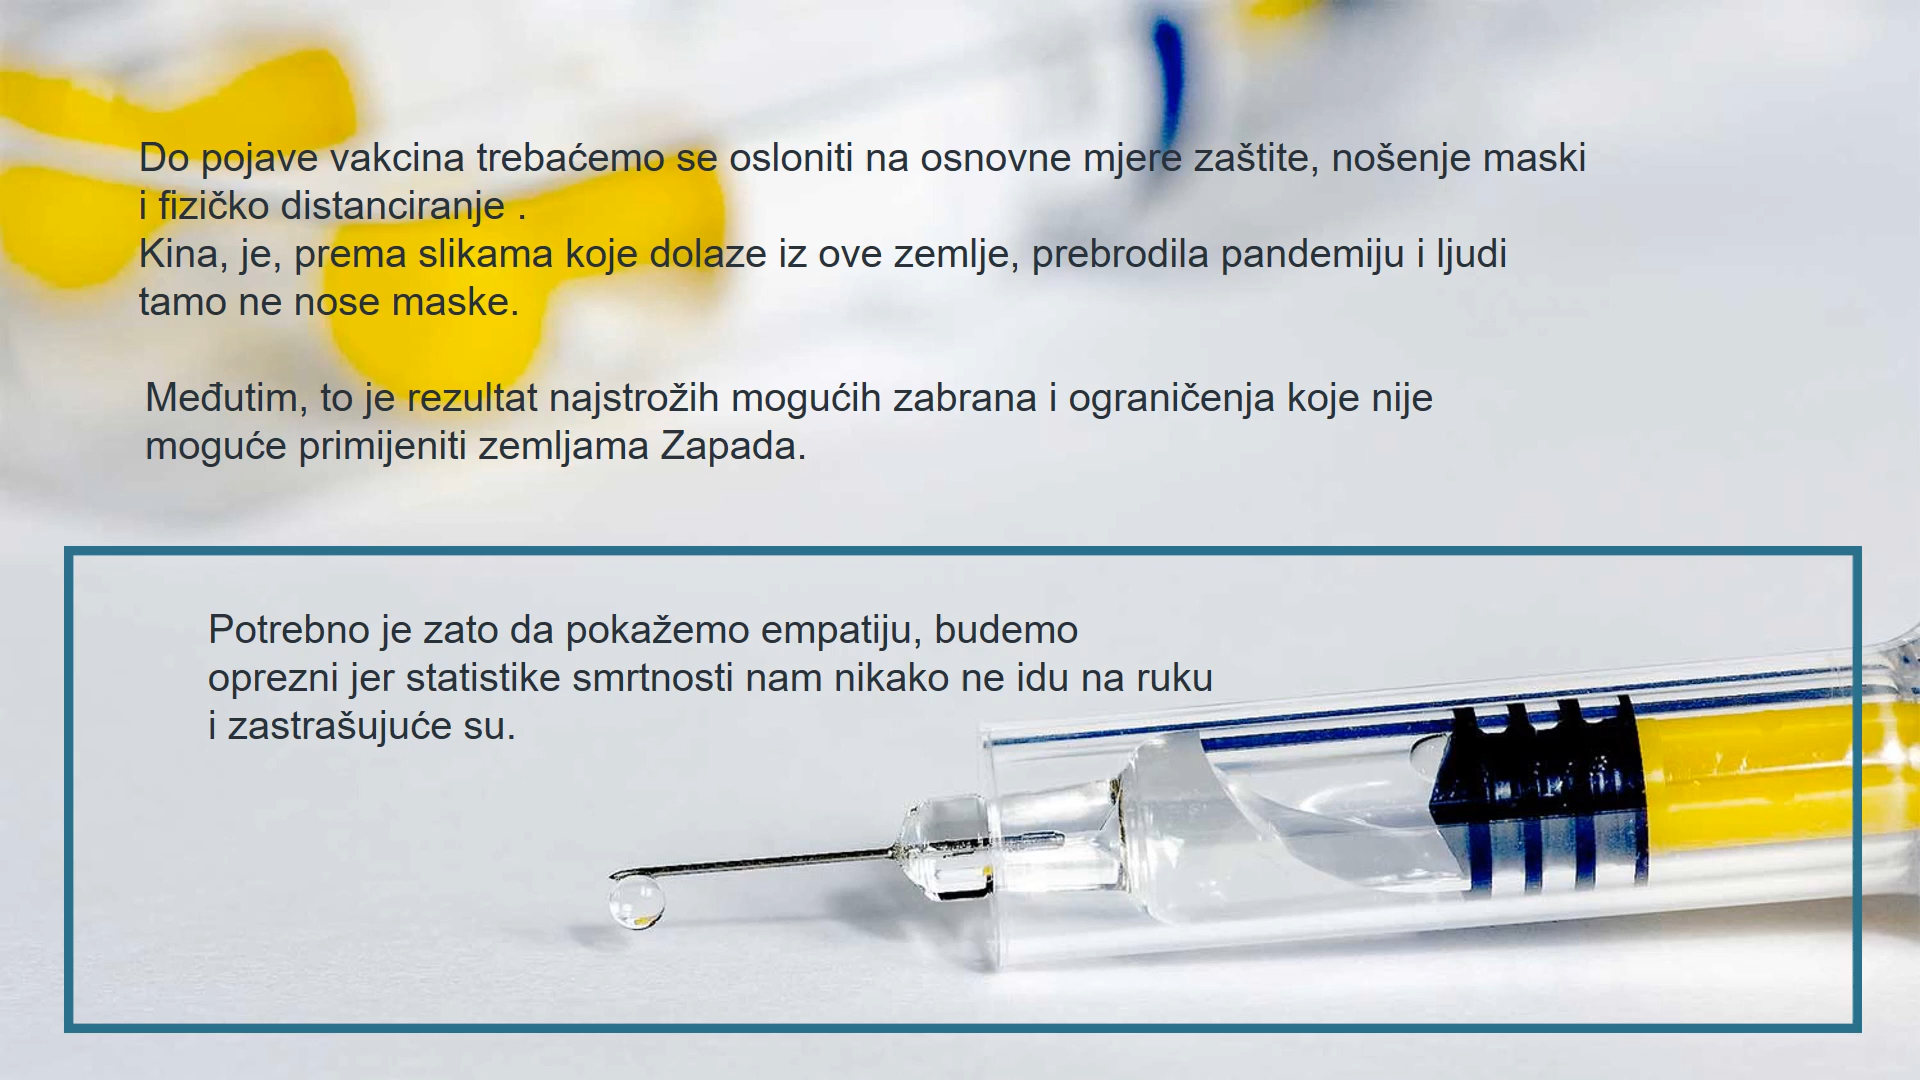 Do pojave vakcina trebaćemo se osloniti na osnovne mjere zaštite, nošenje maski
i fizičko distanciranje .
Kina, je, prema slikama koje dolaze iz ove zemlje, prebrodila pandemiju i ljudi
tamo ne nose maske.
Međutim, to je rezultat najstrožih mogućih zabrana i ograničenja koje nije
moguće primijeniti zemljama Zapada.
Potrebno je zato da pokažemo empatiju, budemo
oprezni jer statistike smrtnosti nam nikako ne idu na ruku
i zastrašujuće su.